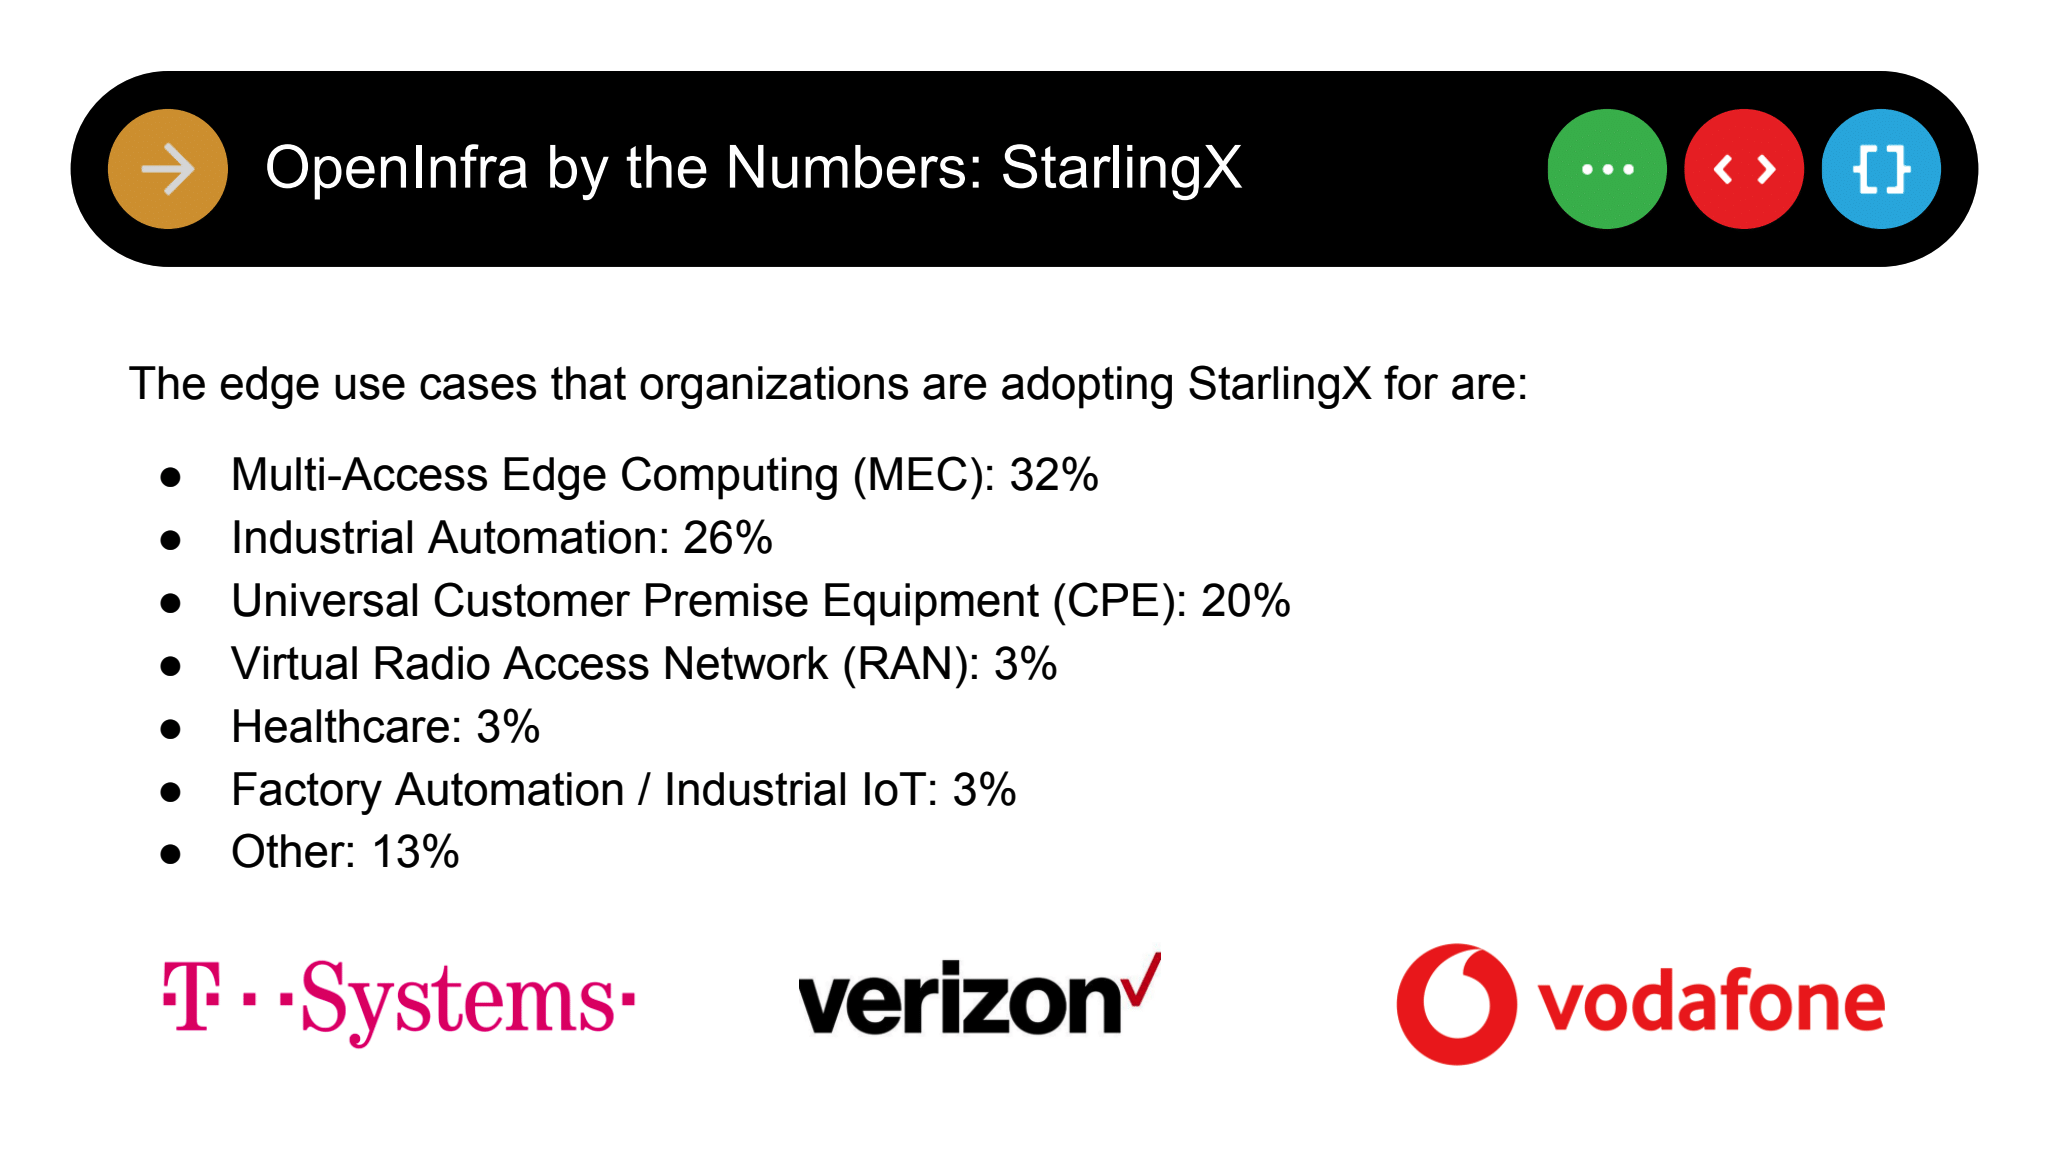 OpenInfra by the Numbers: StarlingX
The edge use cases that organizations are adopting StarlingX for are:
● Multi-Access Edge Computing (MEC): 32%
● Industrial Automation: 26%
● Universal Customer Premise Equipment (CPE): 20%
● Virtual Radio Access Network (RAN): 3%
● Healthcare: 3%
● Factory Automation / Industrial IoT: 3%
● Other: 13%
T · · Systems ·
verizon
vodafone